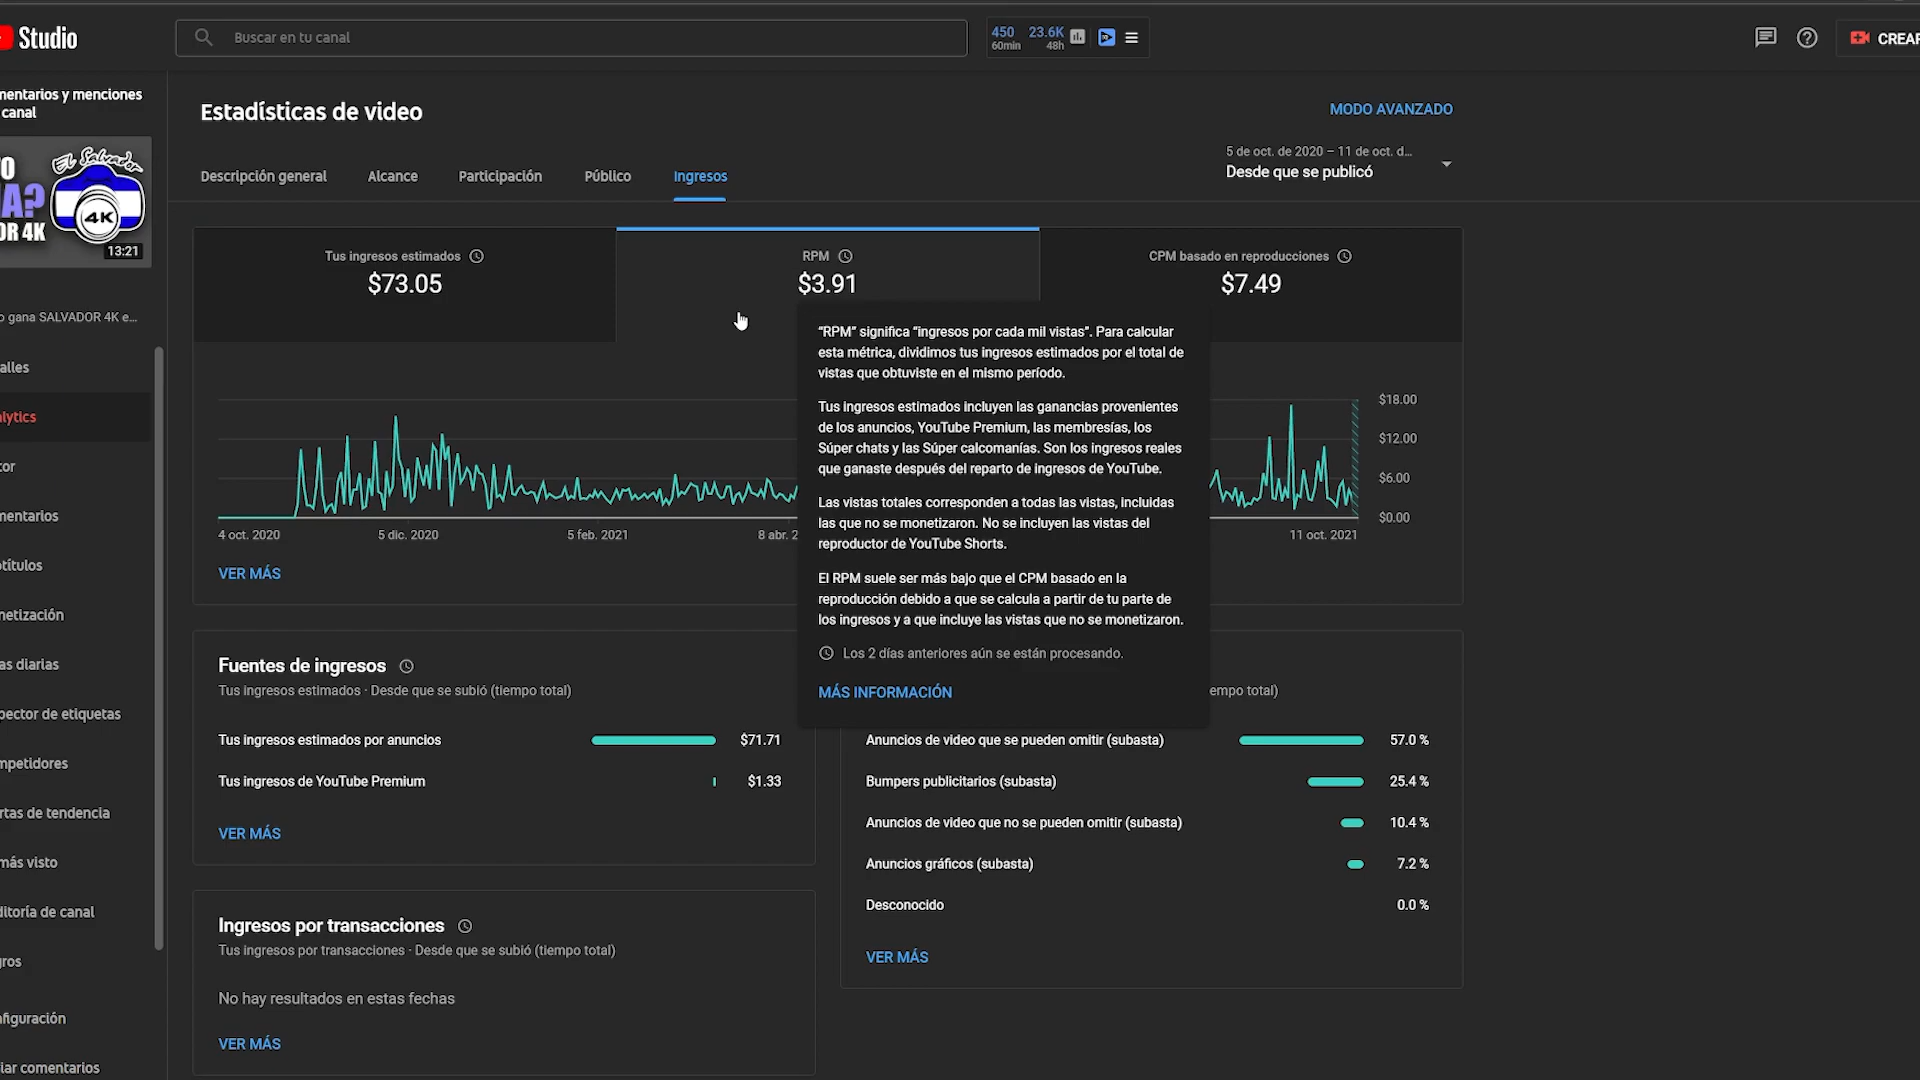 Studio
Buscar en tu canal
450
60min
23.6K
48h
CREAR
mentarios y menciones
canal
El Salvador
4K
13:21
o gana SALVADOR 4K e...
alles
alytics
tor
mentarios
btítulos
netización
as diarias
pector de etiquetas
mpetidores
rtas de tendencia
más visto
ditoría de canal
gros
nfiguración
iar comentarios
Estadísticas de video
MODO AVANZADO
5 de oct. de 2020 – 11 de oct. d...
Desde que se publicó
Descripción general
Alcance
Participación
Público
Ingresos
Tus ingresos estimados
$73.05
RPM
$3.91
CPM basado en reproducciones
$7.49
"RPM" significa "ingresos por cada mil vistas". Para calcular
esta métrica, dividimos tus ingresos estimados por el total de
vistas que obtuviste en el mismo período.
Tus ingresos estimados incluyen las ganancias provenientes
de los anuncios, YouTube Premium, las membresías, los
Súper chats y las Súper calcomanías. Son los ingresos reales
que ganaste después del reparto de ingresos de YouTube.
Las vistas totales corresponden a todas las vistas, incluidas
las que no se monetizaron. No se incluyen las vistas del
reproductor de YouTube Shorts.
El RPM suele ser más bajo que el CPM basado en la
reproducción debido a que se calcula a partir de tu parte de
los ingresos y a que incluye las vistas que no se monetizaron.
Los 2 días anteriores aún se están procesando.
MÁS INFORMACIÓN
$18.00
$12.00
$6.00
$0.00
4 oct. 2020
5 dic. 2020
5 feb. 2021
8 abr. 2
11 oct. 2021
VER MÁS
Fuentes de ingresos
Tus ingresos estimados · Desde que se subió (tiempo total)
Tus ingresos estimados por anuncios
$71.71
Tus ingresos de YouTube Premium
$1.33
VER MÁS
empo total)
Anuncios de video que se pueden omitir (subasta)
57.0 %
Bumpers publicitarios (subasta)
25.4 %
Anuncios de video que no se pueden omitir (subasta)
10.4 %
Anuncios gráficos (subasta)
7.2 %
Desconocido
0.0 %
VER MÁS
Ingresos por transacciones
Tus ingresos por transacciones · Desde que se subió (tiempo total)
No hay resultados en estas fechas
VER MÁS